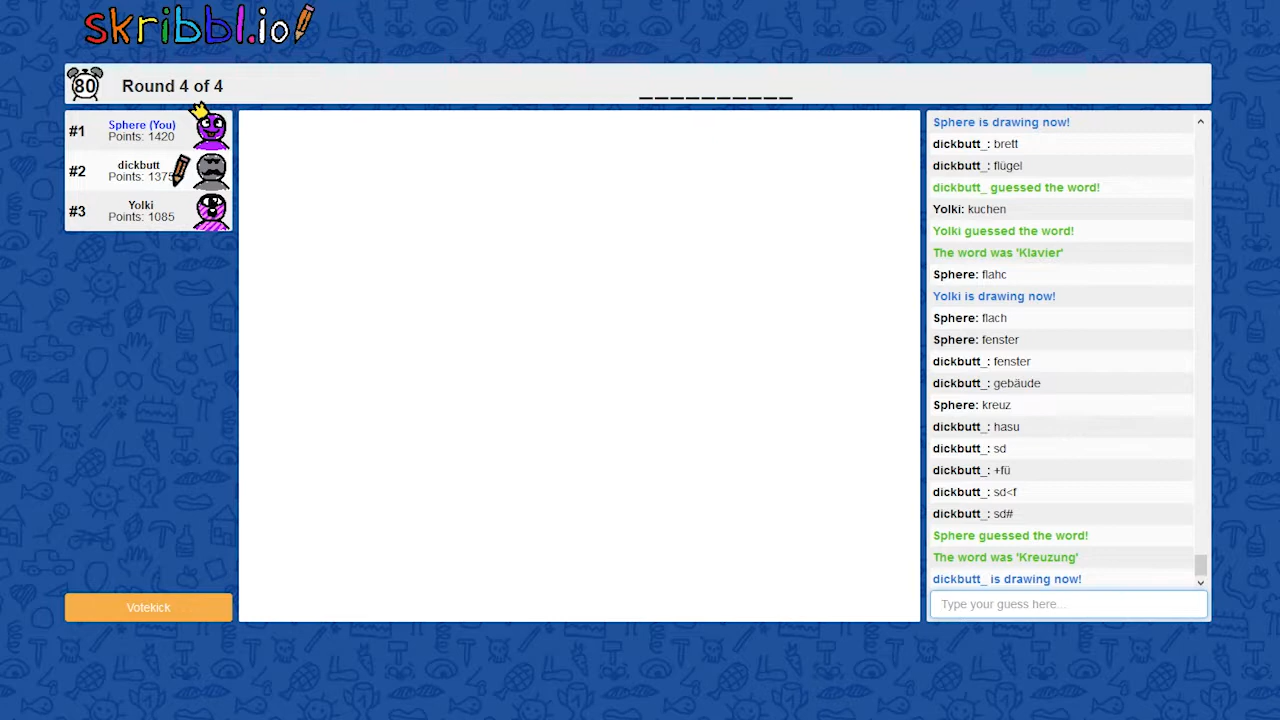 skribbl.io
80 Round 4 of 4 __________
#1 Sphere (You)
Points: 1420
#2 dickbutt
Points: 1375
#3 Yolki
Points: 1085
Votekick
Sphere is drawing now!
dickbutt_: brett
dickbutt_: flügel
dickbutt_ guessed the word!
Yolki: kuchen
Yolki guessed the word!
The word was 'Klavier'
Sphere: flahc
Yolki is drawing now!
Sphere: flach
Sphere: fenster
dickbutt_: fenster
dickbutt_: gebäude
Sphere: kreuz
dickbutt_: hasu
dickbutt_: sd
dickbutt_: +fü
dickbutt_: sd<f
dickbutt_: sd#
Sphere guessed the word!
The word was 'Kreuzung'
dickbutt_ is drawing now!
Type your guess here...